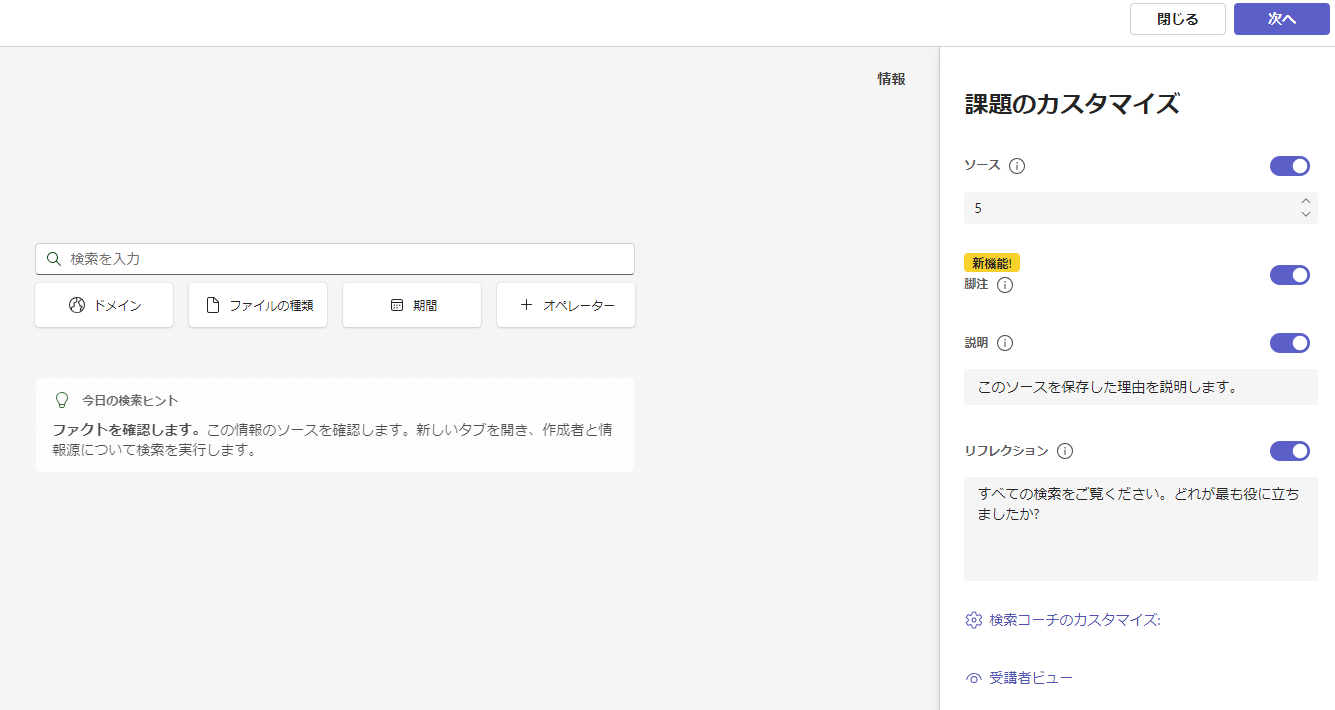 閉じる
次へ
情報
検索を入力
ドメイン
ファイルの種類
期間
オペレーター
今日の検索ヒント
ファクトを確認します。この情報のソースを確認します。新しいタブを開き、作成者と情
報源について検索を実行します。
課題のカスタマイズ
ソース
5
新機能!
脚注
説明
このソースを保存した理由を説明します。
リフレクション
すべての検索をご覧ください。どれが最も役に立ち
ましたか?
検索コーチのカスタマイズ:
受講者ビュー